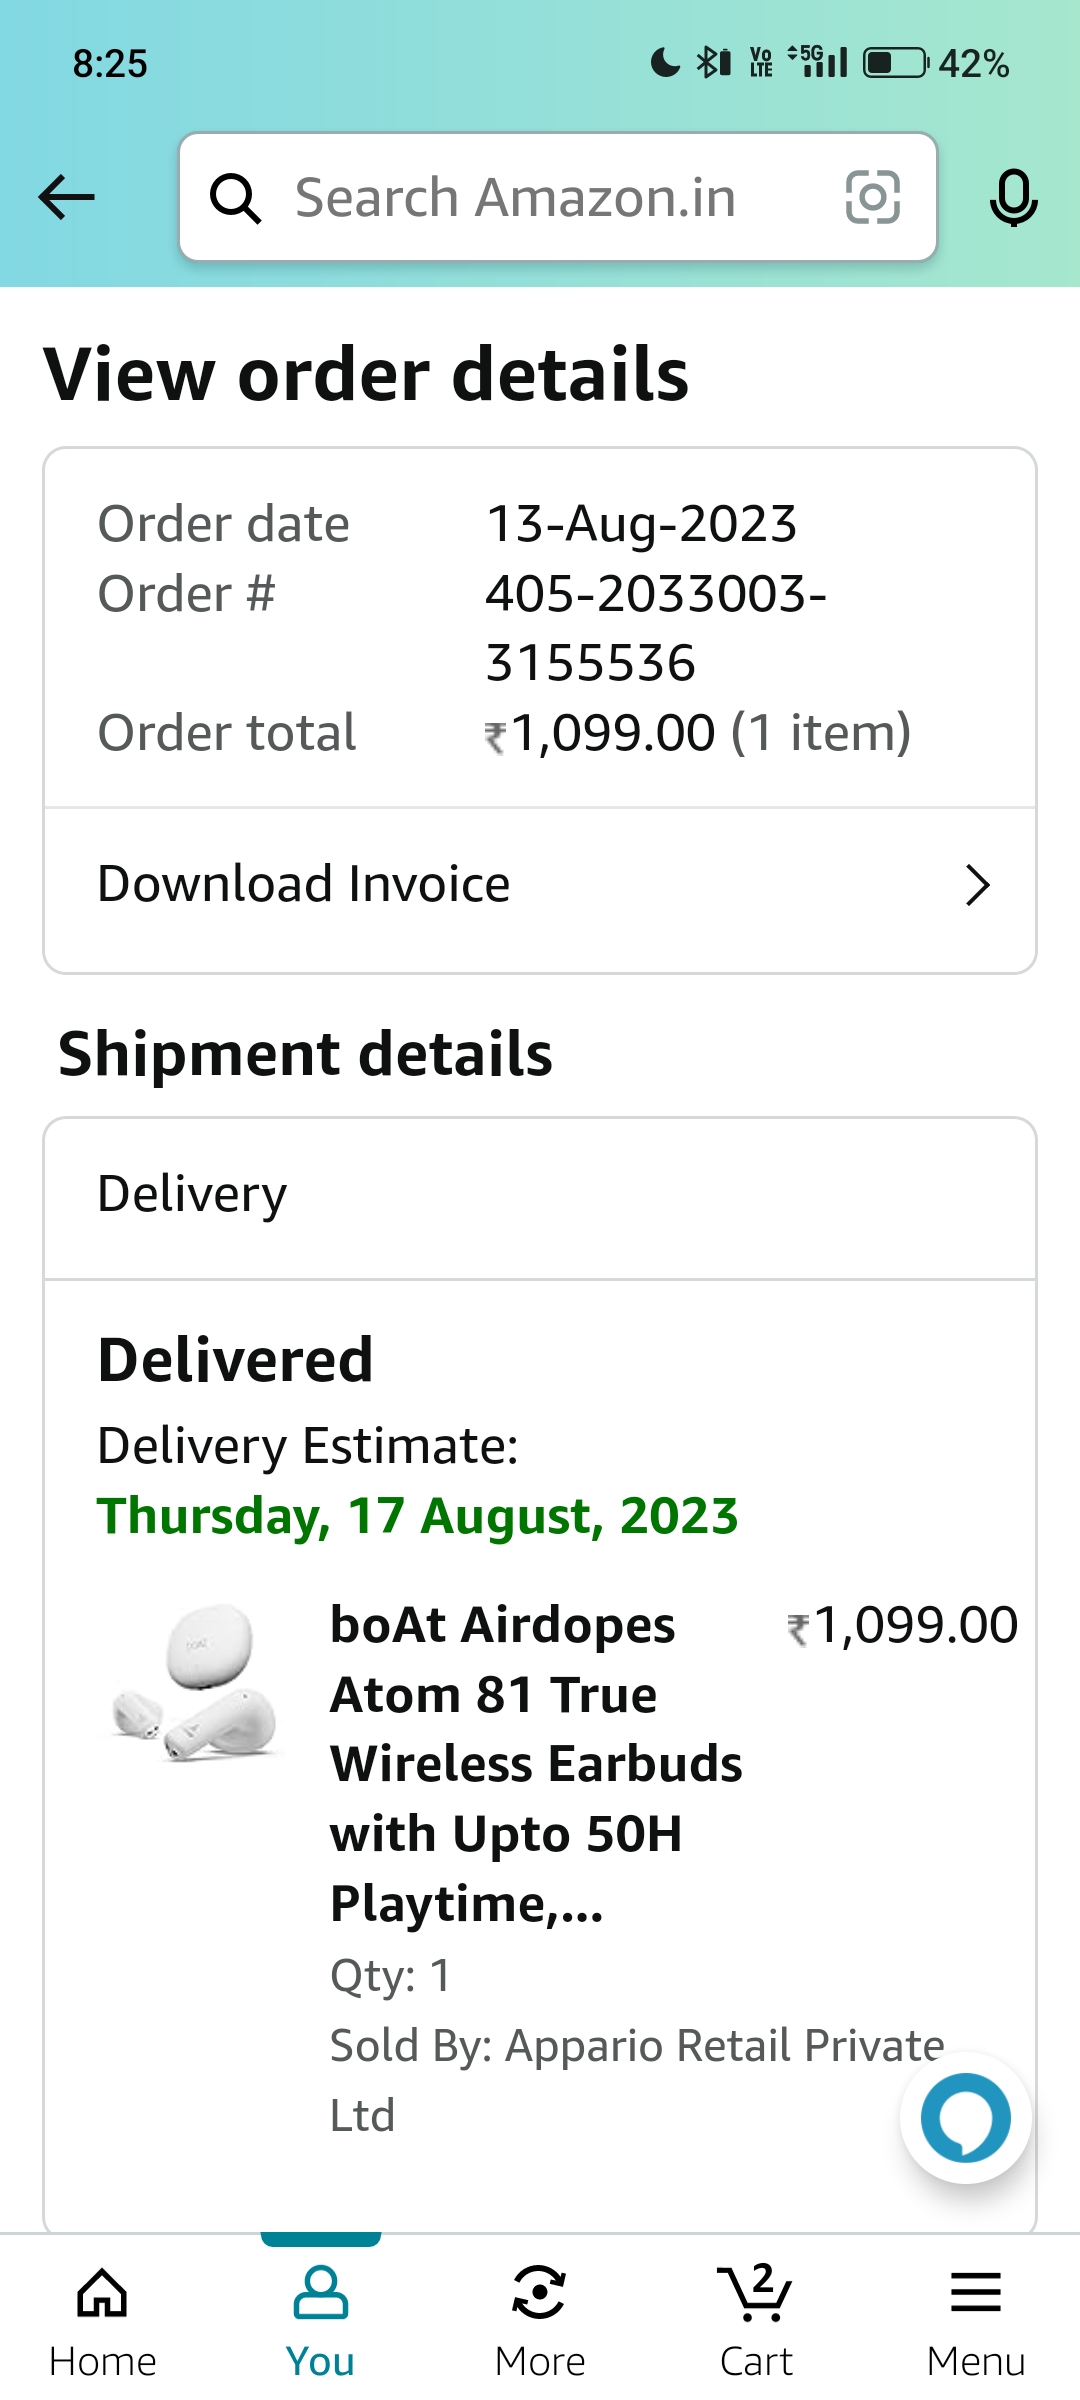 8:25
Vo LTE 5G 42%
Search Amazon.in
View order details
Order date 13-Aug-2023
Order # 405-2033003-
3155536
Order total ₹1,099.00 (1 item)
Download Invoice
Shipment details
Delivery
Delivered
Delivery Estimate:
Thursday, 17 August, 2023
boAt Airdopes ₹1,099.00
Atom 81 True
Wireless Earbuds
with Upto 50H
Playtime,...
Qty: 1
Sold By: Appario Retail Private
Ltd
2
Home You More Cart Menu